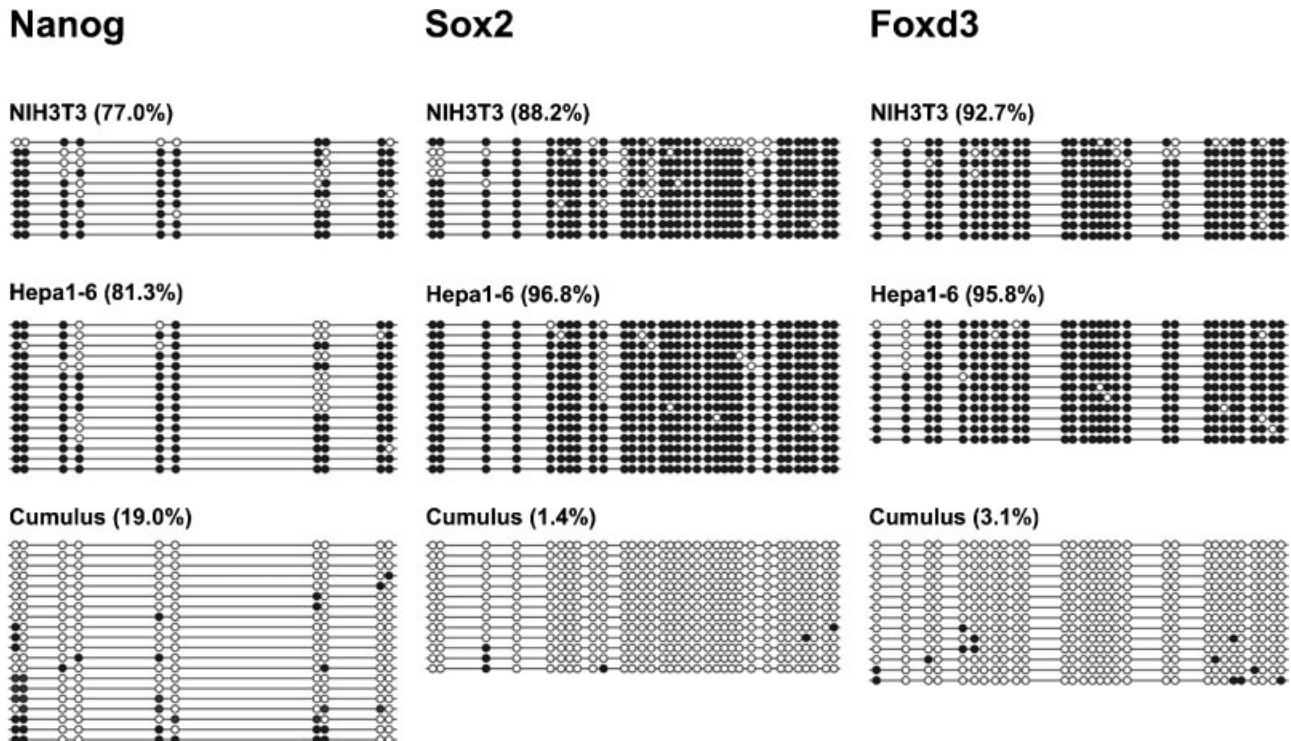 Nanog Sox2 Foxd3
NIH3T3 (77.0%) NIH3T3 (88.2%) NIH3T3 (92.7%)
Hepa1-6 (81.3%) Hepa1-6 (96.8%) Hepa1-6 (95.8%)
Cumulus (19.0%) Cumulus (1.4%) Cumulus (3.1%)